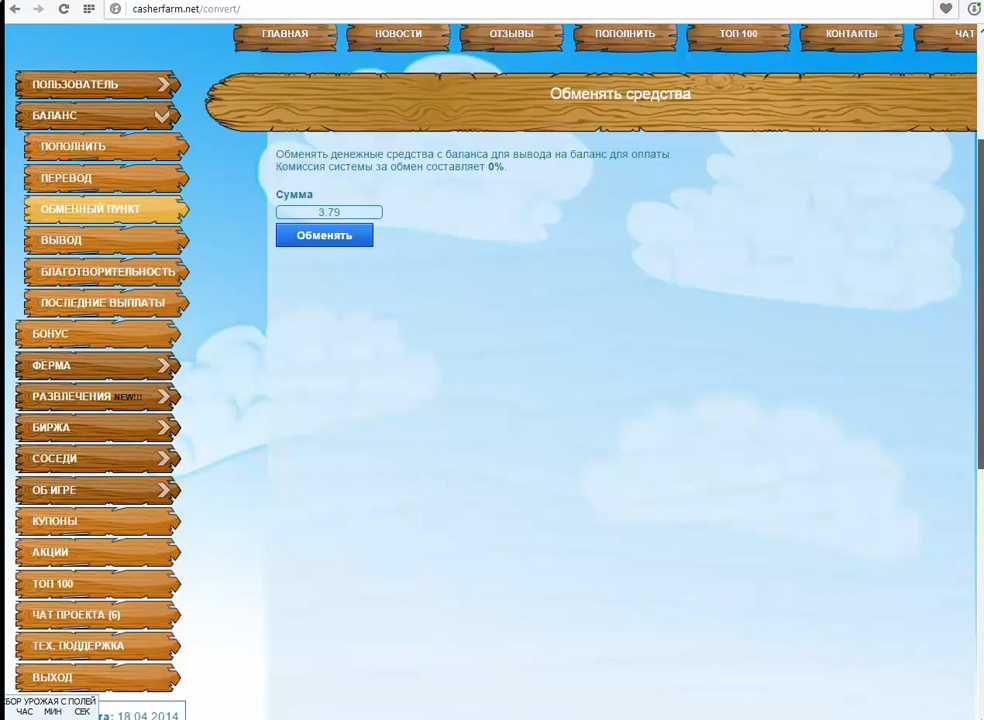 casherfarm.net/convert/
ГЛАВНАЯ НОВОСТИ ОТЗЫВЫ ПОПОЛНИТЬ ТОП 100 КОНТАКТЫ ЧАТ
ПОЛЬЗОВАТЕЛЬ
БАЛАНС
ПОПОЛНИТЬ
ПЕРЕВОД
ОБМЕННЫЙ ПУНКТ
ВЫВОД
БЛАГОТВОРИТЕЛЬНОСТЬ
ПОСЛЕДНИЕ ВЫПЛАТЫ
БОНУС
ФЕРМА
РАЗВЛЕЧЕНИЯ NEW!!!
БИРЖА
СОСЕДИ
ОБ ИГРЕ
КУПОНЫ
АКЦИИ
ТОП 100
ЧАТ ПРОЕКТА (6)
ТЕХ. ПОДДЕРЖКА
ВЫХОД
Обменять средства
Обменять денежные средства с баланса для вывода на баланс для оплаты.
Комиссия системы за обмен составляет 0%.
Сумма
3.79
Обменять
СБОР УРОЖАЯ С ПОЛЕЙ
ЧАС МИН СЕК
та: 18.04.2014